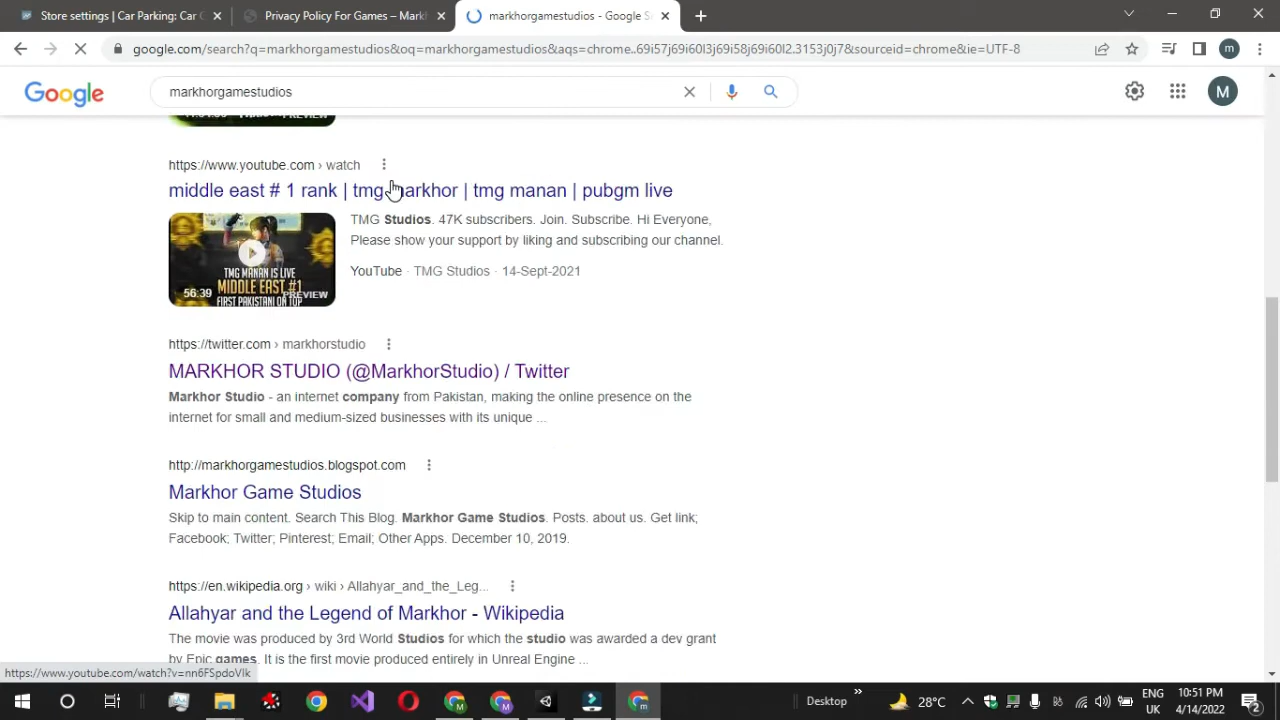 Store settings | Car Parking: Car C
Privacy Policy For Games – Markh
markhorgamestudios - Google Se
google.com/search?q=markhorgamestudios&oq=markhorgamestudios&aqs=chrome..69i57j69i60l3j69i58j69i60l2.3153j0j7&sourceid=chrome&ie=UTF-8
m
Google
markhorgamestudios
M
PREVIEW
https://www.youtube.com › watch
middle east # 1 rank | tmg markhor | tmg manan | pubgm live
TMG Studios. 47K subscribers. Join. Subscribe. Hi Everyone,
Please show your support by liking and subscribing our channel.
YouTube · TMG Studios · 14-Sept-2021
TMG MANAN IS LIVE
MIDDLE EAST #1
FIRST PAKISTANI ON TOP
56:39
PREVIEW
https://twitter.com › markhorstudio
MARKHOR STUDIO (@MarkhorStudio) / Twitter
Markhor Studio - an internet company from Pakistan, making the online presence on the
internet for small and medium-sized businesses with its unique ...
http://markhorgamestudios.blogspot.com
Markhor Game Studios
Skip to main content. Search This Blog. Markhor Game Studios. Posts. about us. Get link;
Facebook; Twitter; Pinterest; Email; Other Apps. December 10, 2019.
https://en.wikipedia.org › wiki › Allahyar_and_the_Leg...
Allahyar and the Legend of Markhor - Wikipedia
The movie was produced by 3rd World Studios for which the studio was awarded a dev grant
by Epic games. It is the first movie produced entirely in Unreal Engine ...
https://www.youtube.com/watch?v=nn6FSpdoVlk
Desktop
28°C
ENG
UK
10:51 PM
4/14/2022
2